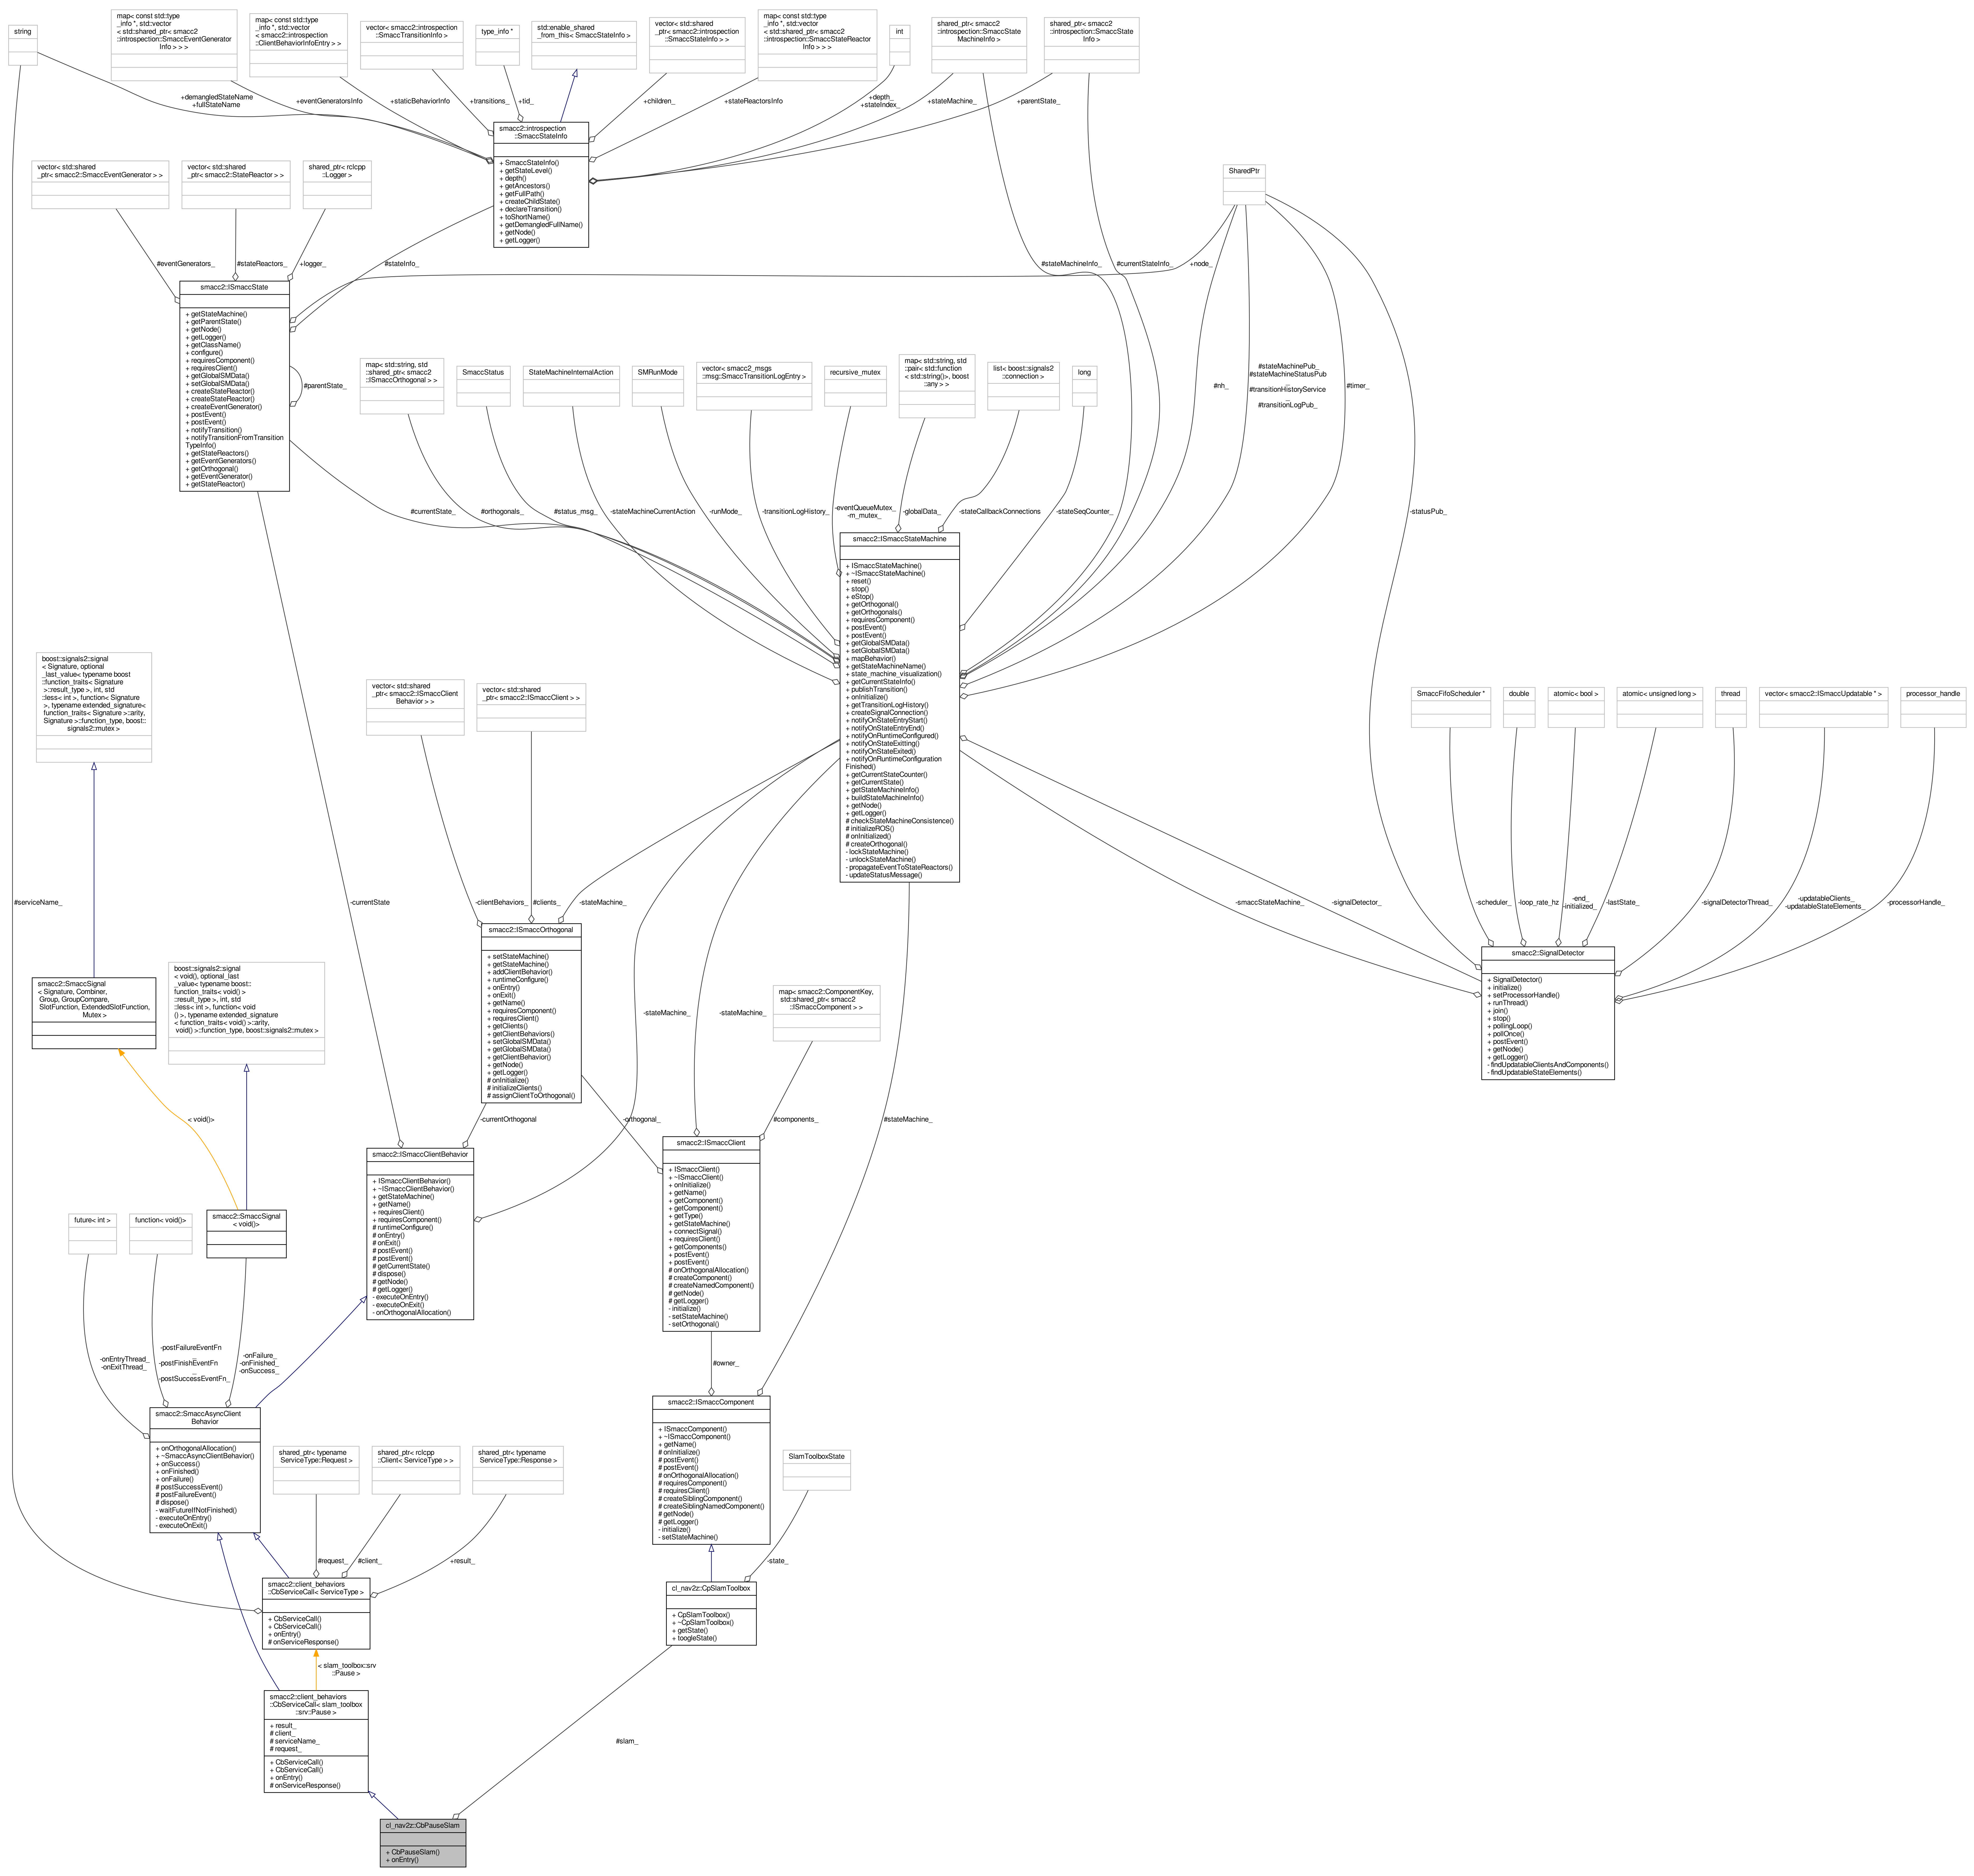 string
map< const std::type
_info *, std::vector
< std::shared_ptr< smacc2
::introspection::SmaccEventGenerator
Info > > >
map< const std::type
_info *, std::vector
< smacc2::introspection
::ClientBehaviorInfoEntry > >
vector< smacc2::introspection
::SmaccTransitionInfo >
type_info *
std::enable_shared
_from_this< SmaccStateInfo >
vector< std::shared
_ptr< smacc2::introspection
::SmaccStateInfo > >
map< const std::type
_info *, std::vector
< std::shared_ptr< smacc2
::introspection::SmaccStateReactor
Info > > >
int
shared_ptr< smacc2
::introspection::SmaccState
MachineInfo >
shared_ptr< smacc2
::introspection::SmaccState
Info >
+demangledStateName
+fullStateName
+eventGeneratorsInfo
+staticBehaviorInfo
+transitions_
+tid_
+children_
+stateReactorsInfo
+depth_
+stateIndex_
+stateMachine_
+parentState_
smacc2::introspection
::SmaccStateInfo
+ SmaccStateInfo()
+ getStateLevel()
+ depth()
+ getAncestors()
+ getFullPath()
+ createChildState()
+ declareTransition()
+ toShortName()
+ getDemangledFullName()
+ getNode()
+ getLogger()
vector< std::shared
_ptr< smacc2::SmaccEventGenerator > >
vector< std::shared
_ptr< smacc2::StateReactor > >
shared_ptr< rclcpp
::Logger >
SharedPtr
#eventGenerators_
#stateReactors_
+logger_
#stateInfo_
#stateMachineInfo_
#currentStateInfo_
+node_
smacc2::ISmaccState
+ getStateMachine()
+ getParentState()
+ getNode()
+ getLogger()
+ getClassName()
+ configure()
+ requiresComponent()
+ requiresClient()
+ getGlobalSMData()
+ setGlobalSMData()
+ createStateReactor()
+ createStateReactor()
+ createEventGenerator()
+ postEvent()
+ postEvent()
+ notifyTransition()
+ notifyTransitionFromTransition
TypeInfo()
+ getStateReactors()
+ getEventGenerators()
+ getOrthogonal()
+ getEventGenerator()
+ getStateReactor()
#parentState_
map< std::string, std
::shared_ptr< smacc2
::ISmaccOrthogonal > >
SmaccStatus
StateMachineInternalAction
SMRunMode
vector< smacc2_msgs
::msg::SmaccTransitionLogEntry >
recursive_mutex
map< std::string, std
::pair< std::function
< std::string()>, boost
::any > >
list< boost::signals2
::connection >
long
#nh_
#stateMachinePub_
#stateMachineStatusPub
_
#transitionHistoryService
_
#transitionLogPub_
#timer_
#currentState_
#orthogonals_
#status_msg_
-stateMachineCurrentAction
-runMode_
-transitionLogHistory_
-eventQueueMutex_
-m_mutex_
-globalData_
-stateCallbackConnections
-stateSeqCounter_
-statusPub_
smacc2::ISmaccStateMachine
+ ISmaccStateMachine()
+ ~ISmaccStateMachine()
+ reset()
+ stop()
+ eStop()
+ getOrthogonal()
+ getOrthogonals()
+ requiresComponent()
+ postEvent()
+ postEvent()
+ getGlobalSMData()
+ setGlobalSMData()
+ mapBehavior()
+ getStateMachineName()
+ state_machine_visualization()
+ getCurrentStateInfo()
+ publishTransition()
+ onInitialize()
+ getTransitionLogHistory()
+ createSignalConnection()
+ notifyOnStateEntryStart()
+ notifyOnStateEntryEnd()
+ notifyOnRuntimeConfigured()
+ notifyOnStateExitting()
+ notifyOnStateExited()
+ notifyOnRuntimeConfiguration
Finished()
+ getCurrentStateCounter()
+ getCurrentState()
+ getStateMachineInfo()
+ buildStateMachineInfo()
+ getNode()
+ getLogger()
# checkStateMachineConsistence()
# initializeROS()
# onInitialized()
# createOrthogonal()
- lockStateMachine()
- unlockStateMachine()
- propagateEventToStateReactors()
- updateStatusMessage()
boost::signals2::signal
< Signature, optional
_last_value< typename boost
::function_traits< Signature
>::result_type >, int, std
::less< int >, function< Signature
>, typename extended_signature<
function_traits< Signature >::arity,
Signature >::function_type, boost::
signals2::mutex >
vector< std::shared
_ptr< smacc2::ISmaccClient
Behavior > >
vector< std::shared
_ptr< smacc2::ISmaccClient > >
SmaccFifoScheduler *
double
atomic< bool >
atomic< unsigned long >
thread
vector< smacc2::ISmaccUpdatable * >
processor_handle
#serviceName_
-currentState
-clientBehaviors_
#clients_
-stateMachine_
-smaccStateMachine_
-signalDetector_
-scheduler_
-loop_rate_hz
-end_
-initialized_
-lastState_
-signalDetectorThread_
-updatableClients_
-updatableStateElements_
-processorHandle_
smacc2::ISmaccOrthogonal
+ setStateMachine()
+ getStateMachine()
+ addClientBehavior()
+ runtimeConfigure()
+ onEntry()
+ onExit()
+ getName()
+ requiresComponent()
+ requiresClient()
+ getClients()
+ getClientBehaviors()
+ setGlobalSMData()
+ getGlobalSMData()
+ getClientBehavior()
+ getNode()
+ getLogger()
# onInitialize()
# initializeClients()
# assignClientToOrthogonal()
smacc2::SignalDetector
+ SignalDetector()
+ initialize()
+ setProcessorHandle()
+ runThread()
+ join()
+ stop()
+ pollingLoop()
+ pollOnce()
+ postEvent()
+ getNode()
+ getLogger()
- findUpdatableClientsAndComponents()
- findUpdatableStateElements()
smacc2::SmaccSignal
< Signature, Combiner,
Group, GroupCompare,
SlotFunction, ExtendedSlotFunction,
Mutex >
boost::signals2::signal
< void(), optional_last
_value< typename boost::
function_traits< void() >
::result_type >, int, std
::less< int >, function< void
() >, typename extended_signature
< function_traits< void() >::arity,
void() >::function_type, boost::signals2::mutex >
-stateMachine_
-stateMachine_
map< smacc2::ComponentKey,
std::shared_ptr< smacc2
::ISmaccComponent > >
< void()>
-currentOrthogonal
-orthogonal_
#components_
#stateMachine_
smacc2::ISmaccClientBehavior
+ ISmaccClientBehavior()
+ ~ISmaccClientBehavior()
+ getStateMachine()
+ getName()
+ requiresClient()
+ requiresComponent()
# runtimeConfigure()
# onEntry()
# onExit()
# postEvent()
# postEvent()
# getCurrentState()
# dispose()
# getNode()
# getLogger()
- executeOnEntry()
- executeOnExit()
- onOrthogonalAllocation()
smacc2::ISmaccClient
+ ISmaccClient()
+ ~ISmaccClient()
+ onInitialize()
+ getName()
+ getComponent()
+ getComponent()
+ getType()
+ getStateMachine()
+ connectSignal()
+ requiresClient()
+ getComponents()
+ postEvent()
+ postEvent()
# onOrthogonalAllocation()
# createComponent()
# createNamedComponent()
# getNode()
# getLogger()
- initialize()
- setStateMachine()
- setOrthogonal()
future< int >
function< void()>
smacc2::SmaccSignal
< void()>
-onEntryThread_
-onExitThread_
-postFailureEventFn
_
-postFinishEventFn
_
-postSuccessEventFn_
-onFailure_
-onFinished_
-onSuccess_
#owner_
smacc2::SmaccAsyncClient
Behavior
+ onOrthogonalAllocation()
+ ~SmaccAsyncClientBehavior()
+ onSuccess()
+ onFinished()
+ onFailure()
# postSuccessEvent()
# postFailureEvent()
# dispose()
- waitFutureIfNotFinished()
- executeOnEntry()
- executeOnExit()
smacc2::ISmaccComponent
+ ISmaccComponent()
+ ~ISmaccComponent()
+ getName()
# onInitialize()
# postEvent()
# postEvent()
# onOrthogonalAllocation()
# requiresComponent()
# requiresClient()
# createSiblingComponent()
# createSiblingNamedComponent()
# getNode()
# getLogger()
- initialize()
- setStateMachine()
shared_ptr< typename
ServiceType::Request >
shared_ptr< rclcpp
::Client< ServiceType > >
shared_ptr< typename
ServiceType::Response >
SlamToolboxState
#request_
#client_
+result_
-state_
smacc2::client_behaviors
::CbServiceCall< ServiceType >
+ CbServiceCall()
+ CbServiceCall()
+ onEntry()
# onServiceResponse()
cl_nav2z::CpSlamToolbox
+ CpSlamToolbox()
+ ~CpSlamToolbox()
+ getState()
+ toogleState()
< slam_toolbox::srv
::Pause >
smacc2::client_behaviors
::CbServiceCall< slam_toolbox
::srv::Pause >
+ result_
# client_
# serviceName_
# request_
+ CbServiceCall()
+ CbServiceCall()
+ onEntry()
# onServiceResponse()
#slam_
cl_nav2z::CbPauseSlam
+ CbPauseSlam()
+ onEntry()